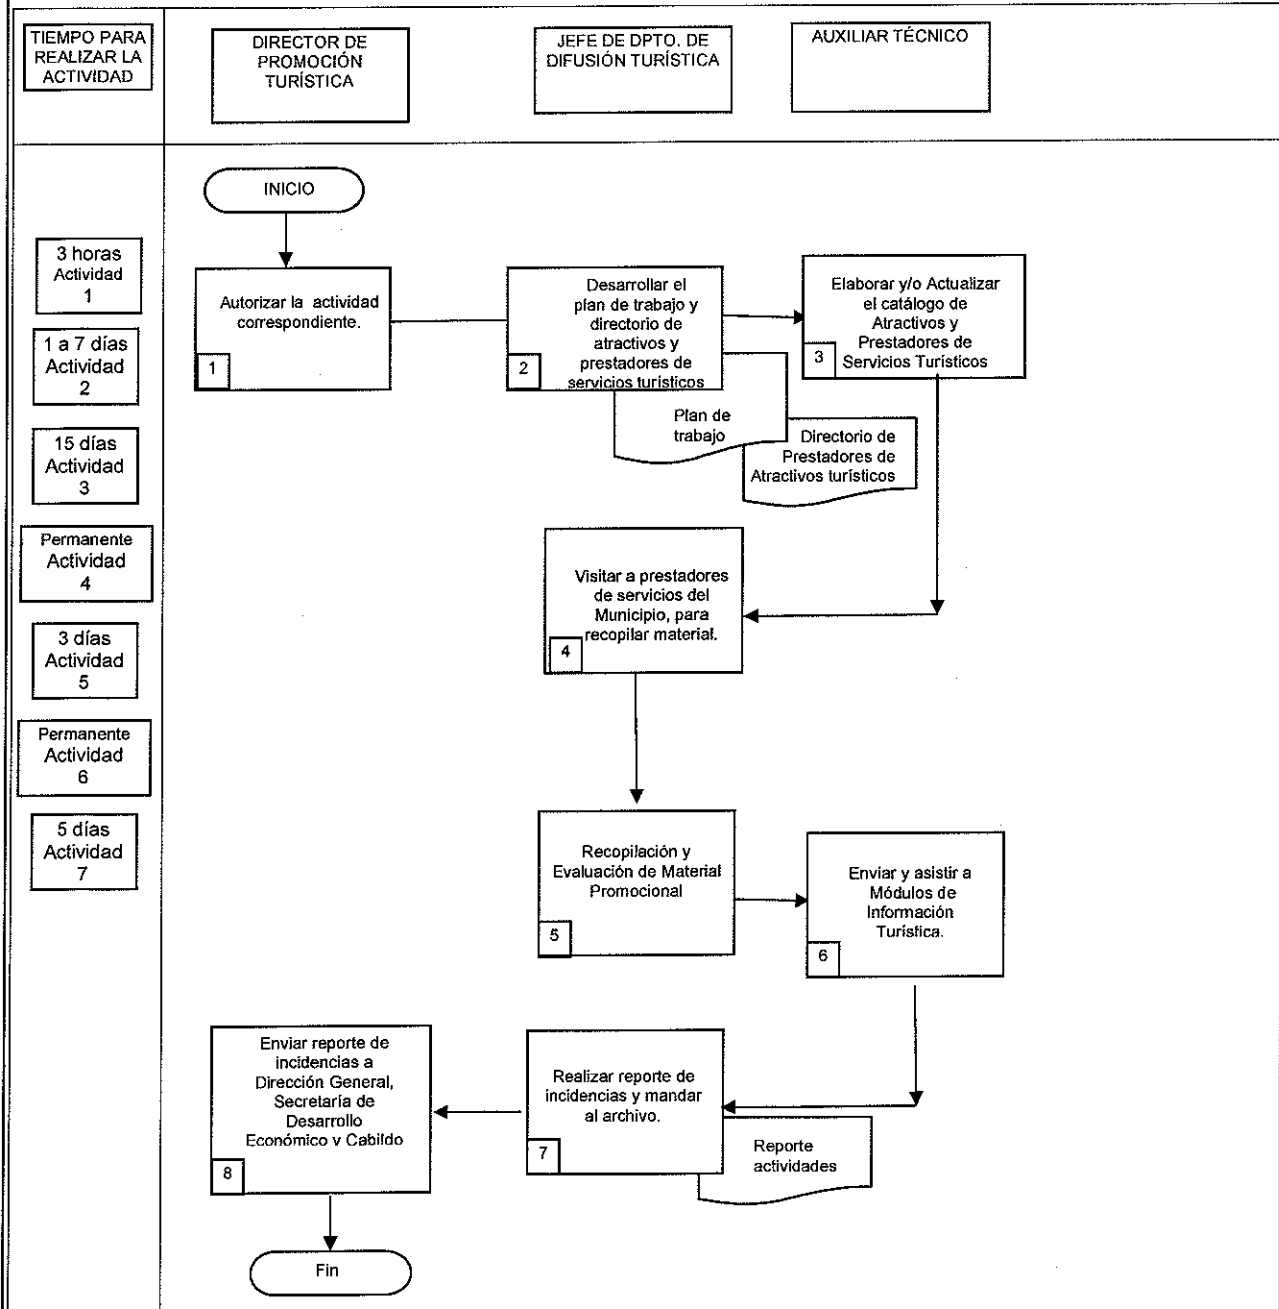 TIEMPO PARA
REALIZAR LA
ACTIVIDAD
DIRECTOR DE
PROMOCIÓN
TURÍSTICA
JEFE DE DPTO. DE
DIFUSIÓN TURÍSTICA
AUXILIAR TÉCNICO
INICIO
3 horas
Actividad
1
1 a 7 días
Actividad
2
15 días
Actividad
3
Permanente
Actividad
4
3 días
Actividad
5
Permanente
Actividad
6
5 días
Actividad
7
Autorizar la actividad
correspondiente.
1
Desarrollar el
plan de trabajo y
directorio de
atractivos y
prestadores de
servicios turísticos
2
Elaborar y/o Actualizar
el catálogo de
Atractivos y
Prestadores de
Servicios Turísticos
3
Plan de
trabajo
Directorio de
Prestadores de
Atractivos turísticos
Visitar a prestadores
de servicios del
Municipio, para
recopilar material.
4
Recopilación y
Evaluación de Material
Promocional
5
Enviar y asistir a
Módulos de
Información
Turística.
6
Enviar reporte de
incidencias a
Dirección General,
Secretaría de
Desarrollo
Económico y Cabildo
8
Realizar reporte de
incidencias y mandar
al archivo.
7
Reporte
actividades
Fin